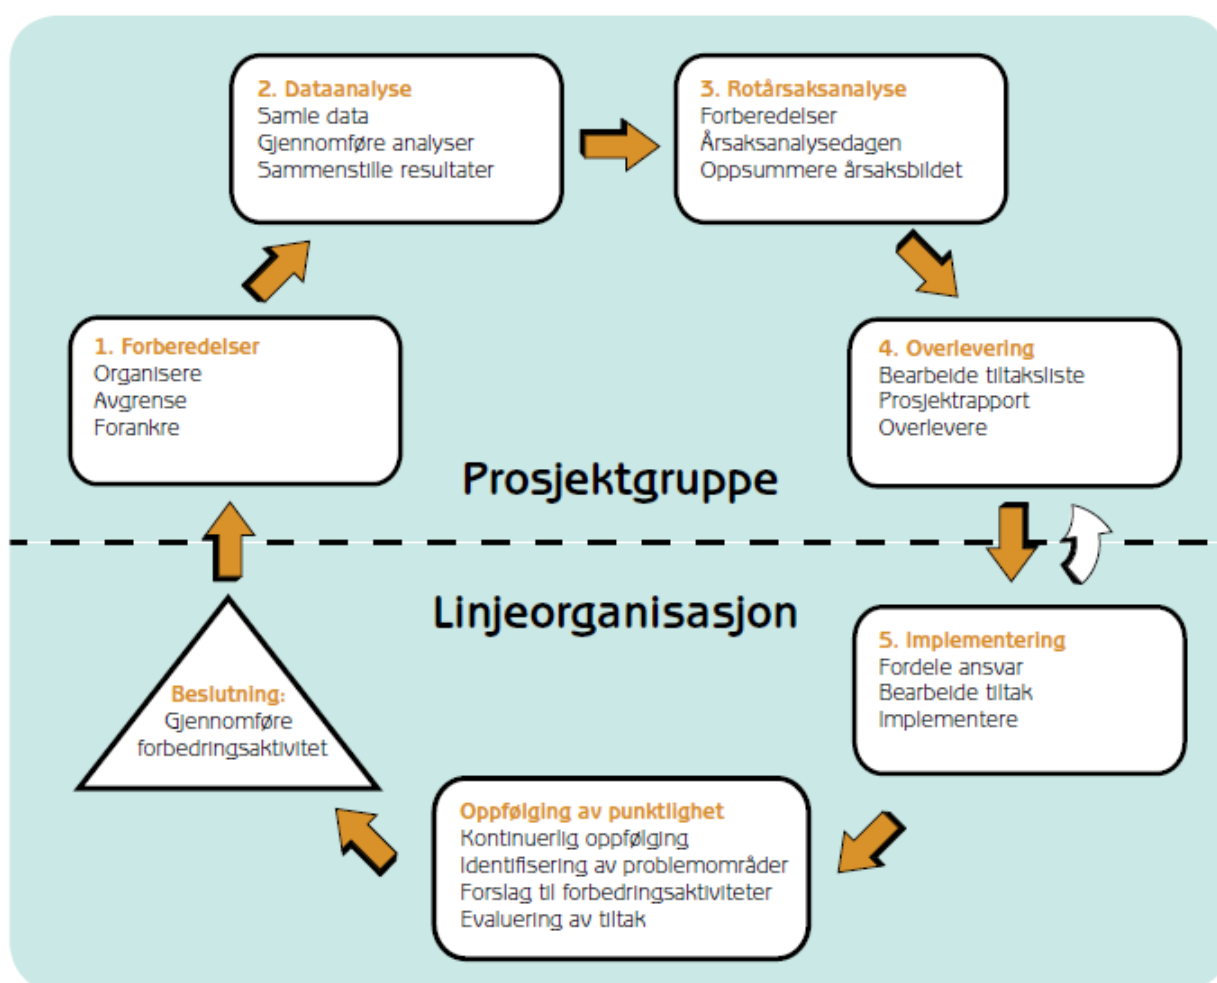 2. Dataanalyse
Samle data
Gjennomføre analyser
Sammenstille resultater
3. Rotårsaksanalyse
Forberedelser
Årsaksanalysedagen
Oppsummere årsaksbildet
1. Forberedelser
Organisere
Avgrense
Forankre
4. Overlevering
Bearbeide tiltaksliste
Prosjektrapport
Overlevere
Prosjektgruppe
Linjeorganisasjon
5. Implementering
Fordele ansvar
Bearbeide tiltak
Implementere
Beslutning:
Gjennomføre
forbedringsaktivitet
Oppfølging av punktlighet
Kontinuerlig oppfølging
Identifisering av problemområder
Forslag til forbedringsaktiviteter
Evaluering av tiltak